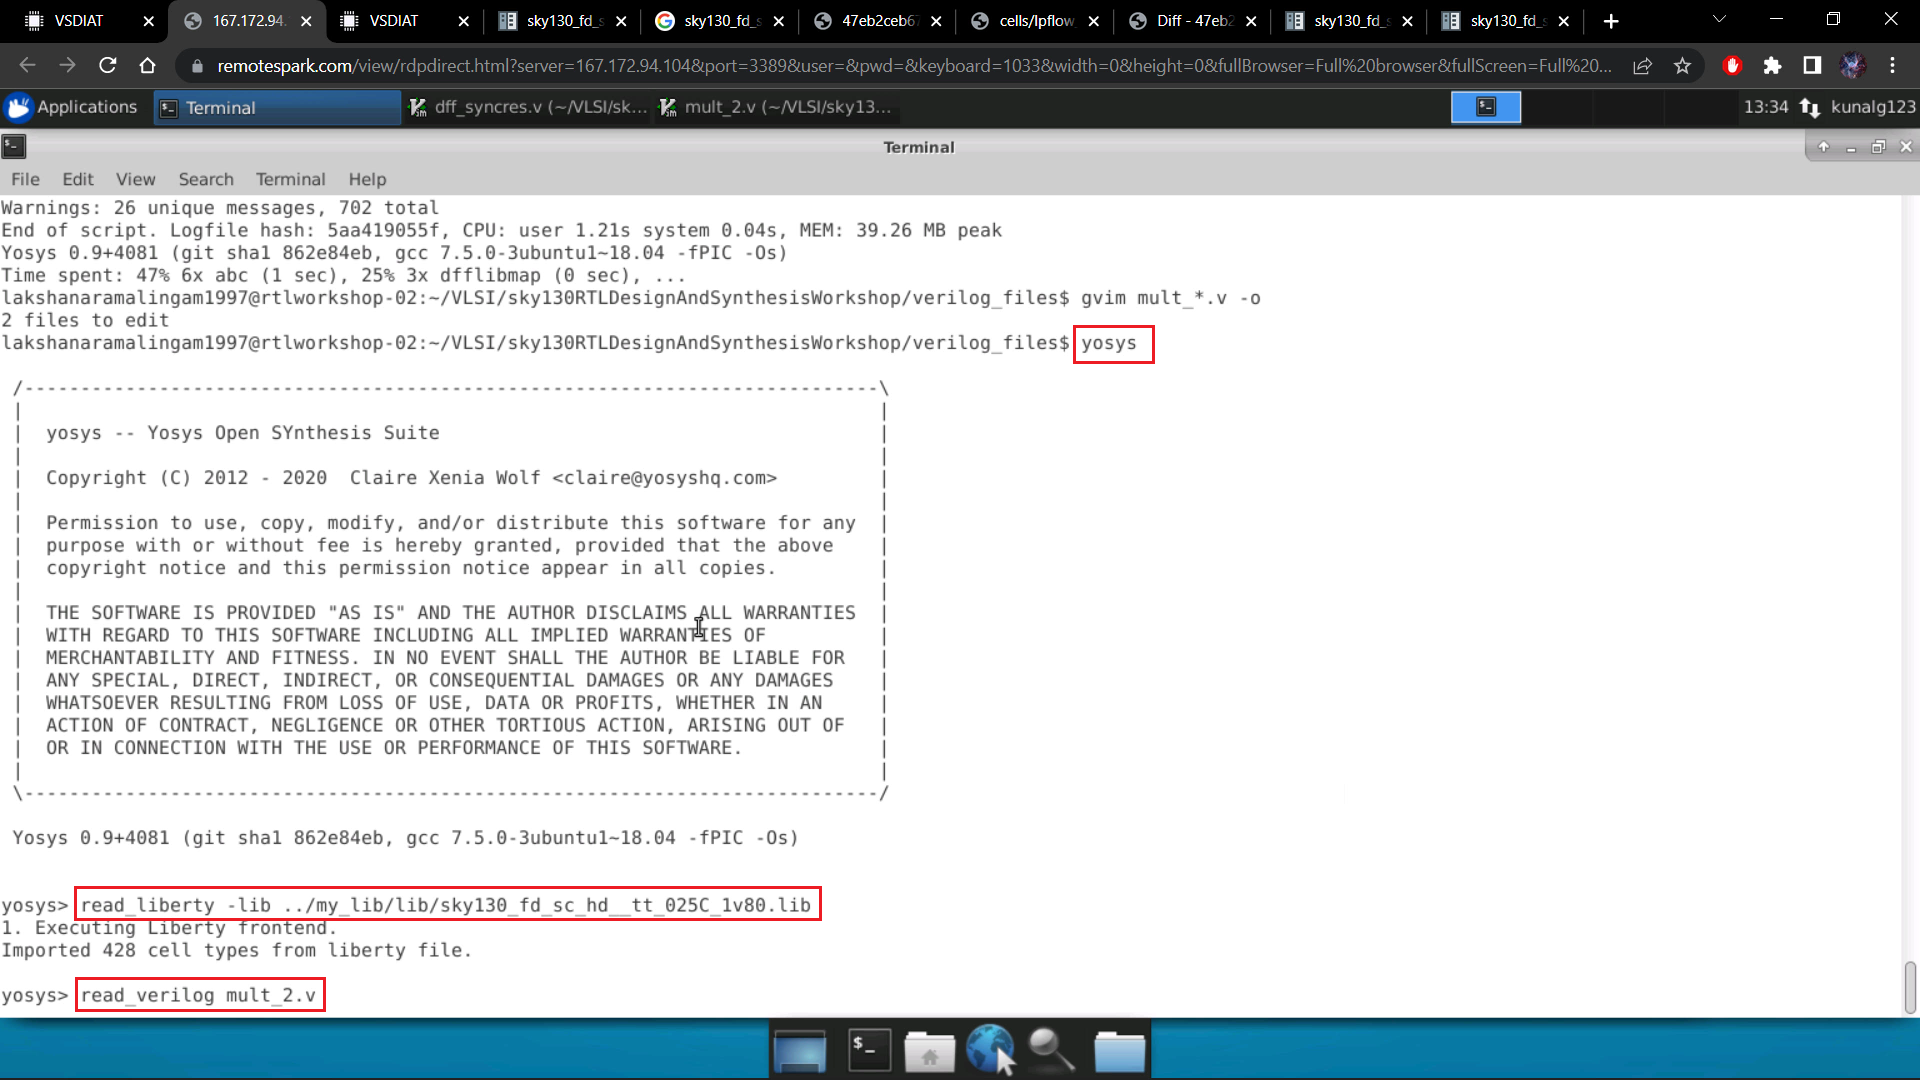 VSDIAT
167.172.94.
VSDIAT
sky130_fd_s
sky130_fd_s
47eb2ceb67
cells/lpflow
Diff - 47eb2
sky130_fd_s
sky130_fd_s
remotespark.com/view/rdpdirect.html?server=167.172.94.104&port=3389&user=&pwd=&keyboard=1033&width=0&height=0&fullBrowser=Full%20browser&fullScreen=Full%20...
Applications
Terminal
dff_syncres.v (~/VLSI/sk...
mult_2.v (~/VLSI/sky13...
13:34
kunalg123
Terminal
File Edit View Search Terminal Help
Warnings: 26 unique messages, 702 total
End of script. Logfile hash: 5aa419055f, CPU: user 1.21s system 0.04s, MEM: 39.26 MB peak
Yosys 0.9+4081 (git sha1 862e84eb, gcc 7.5.0-3ubuntu1~18.04 -fPIC -Os)
Time spent: 47% 6x abc (1 sec), 25% 3x dfflibmap (0 sec), ...
lakshanaramalingam1997@rtlworkshop-02:~/VLSI/sky130RTLDesignAndSynthesisWorkshop/verilog_files$ gvim mult_*.v -o
2 files to edit
lakshanaramalingam1997@rtlworkshop-02:~/VLSI/sky130RTLDesignAndSynthesisWorkshop/verilog_files$ yosys
/----------------------------------------------------------------------------\
|                                                                            |
|  yosys -- Yosys Open SYnthesis Suite                                       |
|                                                                            |
|  Copyright (C) 2012 - 2020  Claire Xenia Wolf <claire@yosyshq.com>         |
|                                                                            |
|  Permission to use, copy, modify, and/or distribute this software for any  |
|  purpose with or without fee is hereby granted, provided that the above    |
|  copyright notice and this permission notice appear in all copies.         |
|                                                                            |
|  THE SOFTWARE IS PROVIDED "AS IS" AND THE AUTHOR DISCLAIMS ALL WARRANTIES  |
|  WITH REGARD TO THIS SOFTWARE INCLUDING ALL IMPLIED WARRANTIES OF          |
|  MERCHANTABILITY AND FITNESS. IN NO EVENT SHALL THE AUTHOR BE LIABLE FOR   |
|  ANY SPECIAL, DIRECT, INDIRECT, OR CONSEQUENTIAL DAMAGES OR ANY DAMAGES    |
|  WHATSOEVER RESULTING FROM LOSS OF USE, DATA OR PROFITS, WHETHER IN AN     |
|  ACTION OF CONTRACT, NEGLIGENCE OR OTHER TORTIOUS ACTION, ARISING OUT OF   |
|  OR IN CONNECTION WITH THE USE OR PERFORMANCE OF THIS SOFTWARE.            |
|                                                                            |
\----------------------------------------------------------------------------/
Yosys 0.9+4081 (git sha1 862e84eb, gcc 7.5.0-3ubuntu1~18.04 -fPIC -Os)
yosys> read_liberty -lib ../my_lib/lib/sky130_fd_sc_hd__tt_025C_1v80.lib
1. Executing Liberty frontend.
Imported 428 cell types from liberty file.
yosys> read_verilog mult_2.v